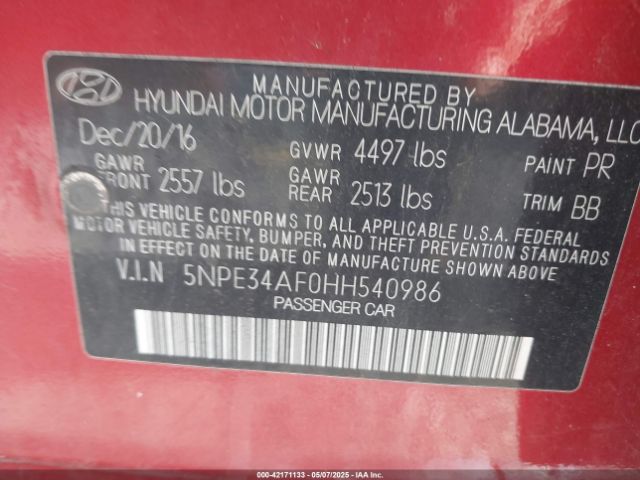 MANUFACTURED BY
HYUNDAI MOTOR MANUFACTURING ALABAMA, LLC
Dec/20/16 GVWR 4497 lbs PAINT PR
GAWR FRONT 2557 lbs GAWR REAR 2513 lbs TRIM BB
THIS VEHICLE CONFORMS TO ALL APPLICABLE U.S.A. FEDERAL
MOTOR VEHICLE SAFETY, BUMPER, AND THEFT PREVENTION STANDARDS
IN EFFECT ON THE DATE OF MANUFACTURE SHOWN ABOVE.
V.I.N 5NPE34AF0HH540986
PASSENGER CAR
000-42171133 - 05/07/2025 - IAAI.COM